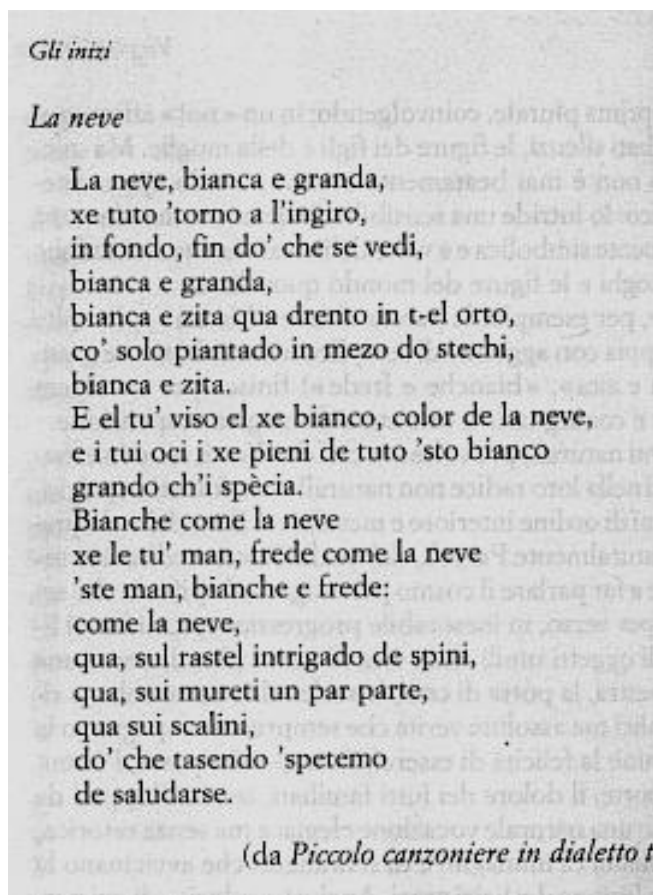 Gli inizi
La neve
La neve, bianca e granda,
xe tuto 'torno a l'ingiro,
in fondo, fin do' che se vedi,
bianca e granda,
bianca e zita qua drento in t-el orto,
co' solo piantado in mezo do stechi,
bianca e zita.
E el tu' viso el xe bianco, color de la neve,
e i tui oci i xe pieni de tuto 'sto bianco
grando ch'i spècia.
Bianche come la neve
xe le tu' man, frede come la neve
'ste man, bianche e frede:
come la neve,
qua, sul rastel intrigado de spini,
qua, sui mureti un par parte,
qua sui scalini,
do' che tasendo 'spetemo
de saludarse.
(da Piccolo canzoniere in dialetto t